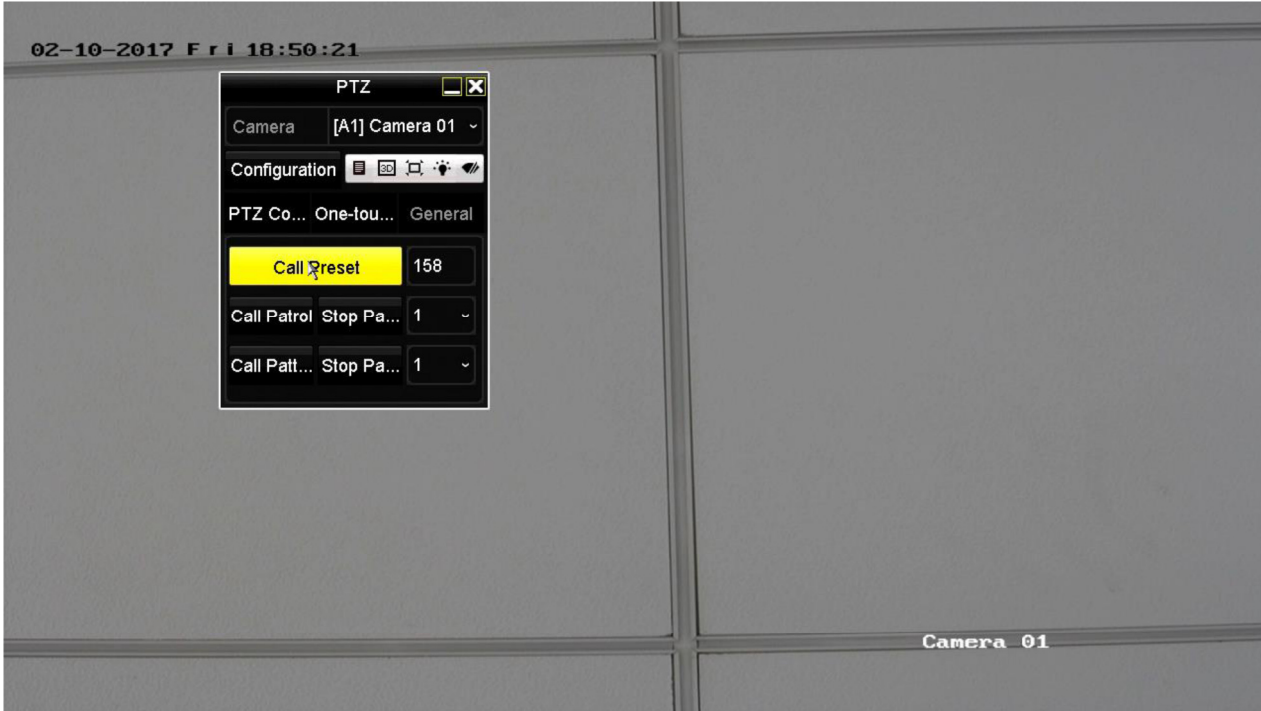 02-10-2017 Fri 18:50:21
PTZ
Camera [A1] Camera 01
Configuration 3D
PTZ Co... One-tou... General
Call Preset 158
Call Patrol Stop Pa... 1
Call Patt... Stop Pa... 1
Camera 01